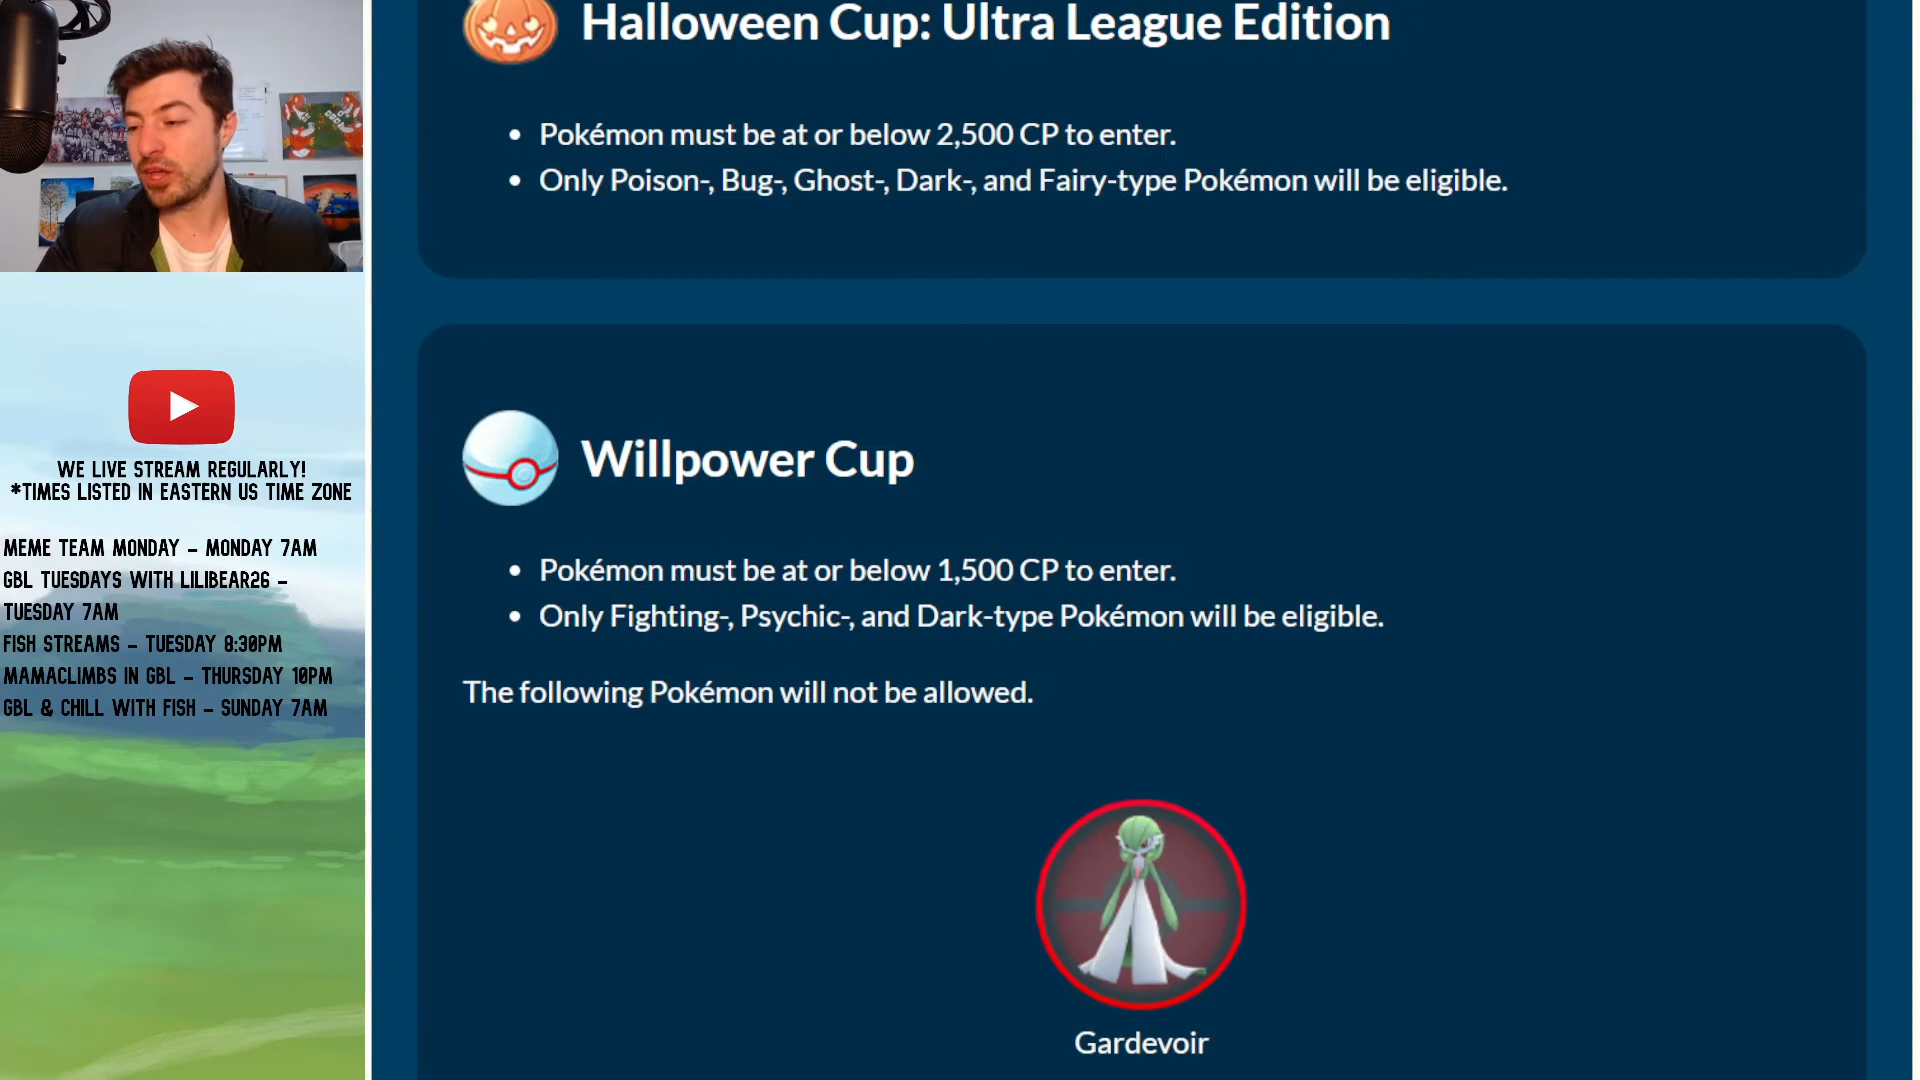 Halloween Cup: Ultra League Edition
• Pokémon must be at or below 2,500 CP to enter.
• Only Poison-, Bug-, Ghost-, Dark-, and Fairy-type Pokémon will be eligible.
Willpower Cup
• Pokémon must be at or below 1,500 CP to enter.
• Only Fighting-, Psychic-, and Dark-type Pokémon will be eligible.
The following Pokémon will not be allowed.
Gardevoir
WE LIVE STREAM REGULARLY!
*TIMES LISTED IN EASTERN US TIME ZONE
MEME TEAM MONDAY - MONDAY 7AM
GBL TUESDAYS WITH LILIBEAR26 -
TUESDAY 7AM
FISH STREAMS - TUESDAY 8:30PM
MAMACLIMBS IN GBL - THURSDAY 10PM
GBL & CHILL WITH FISH - SUNDAY 7AM